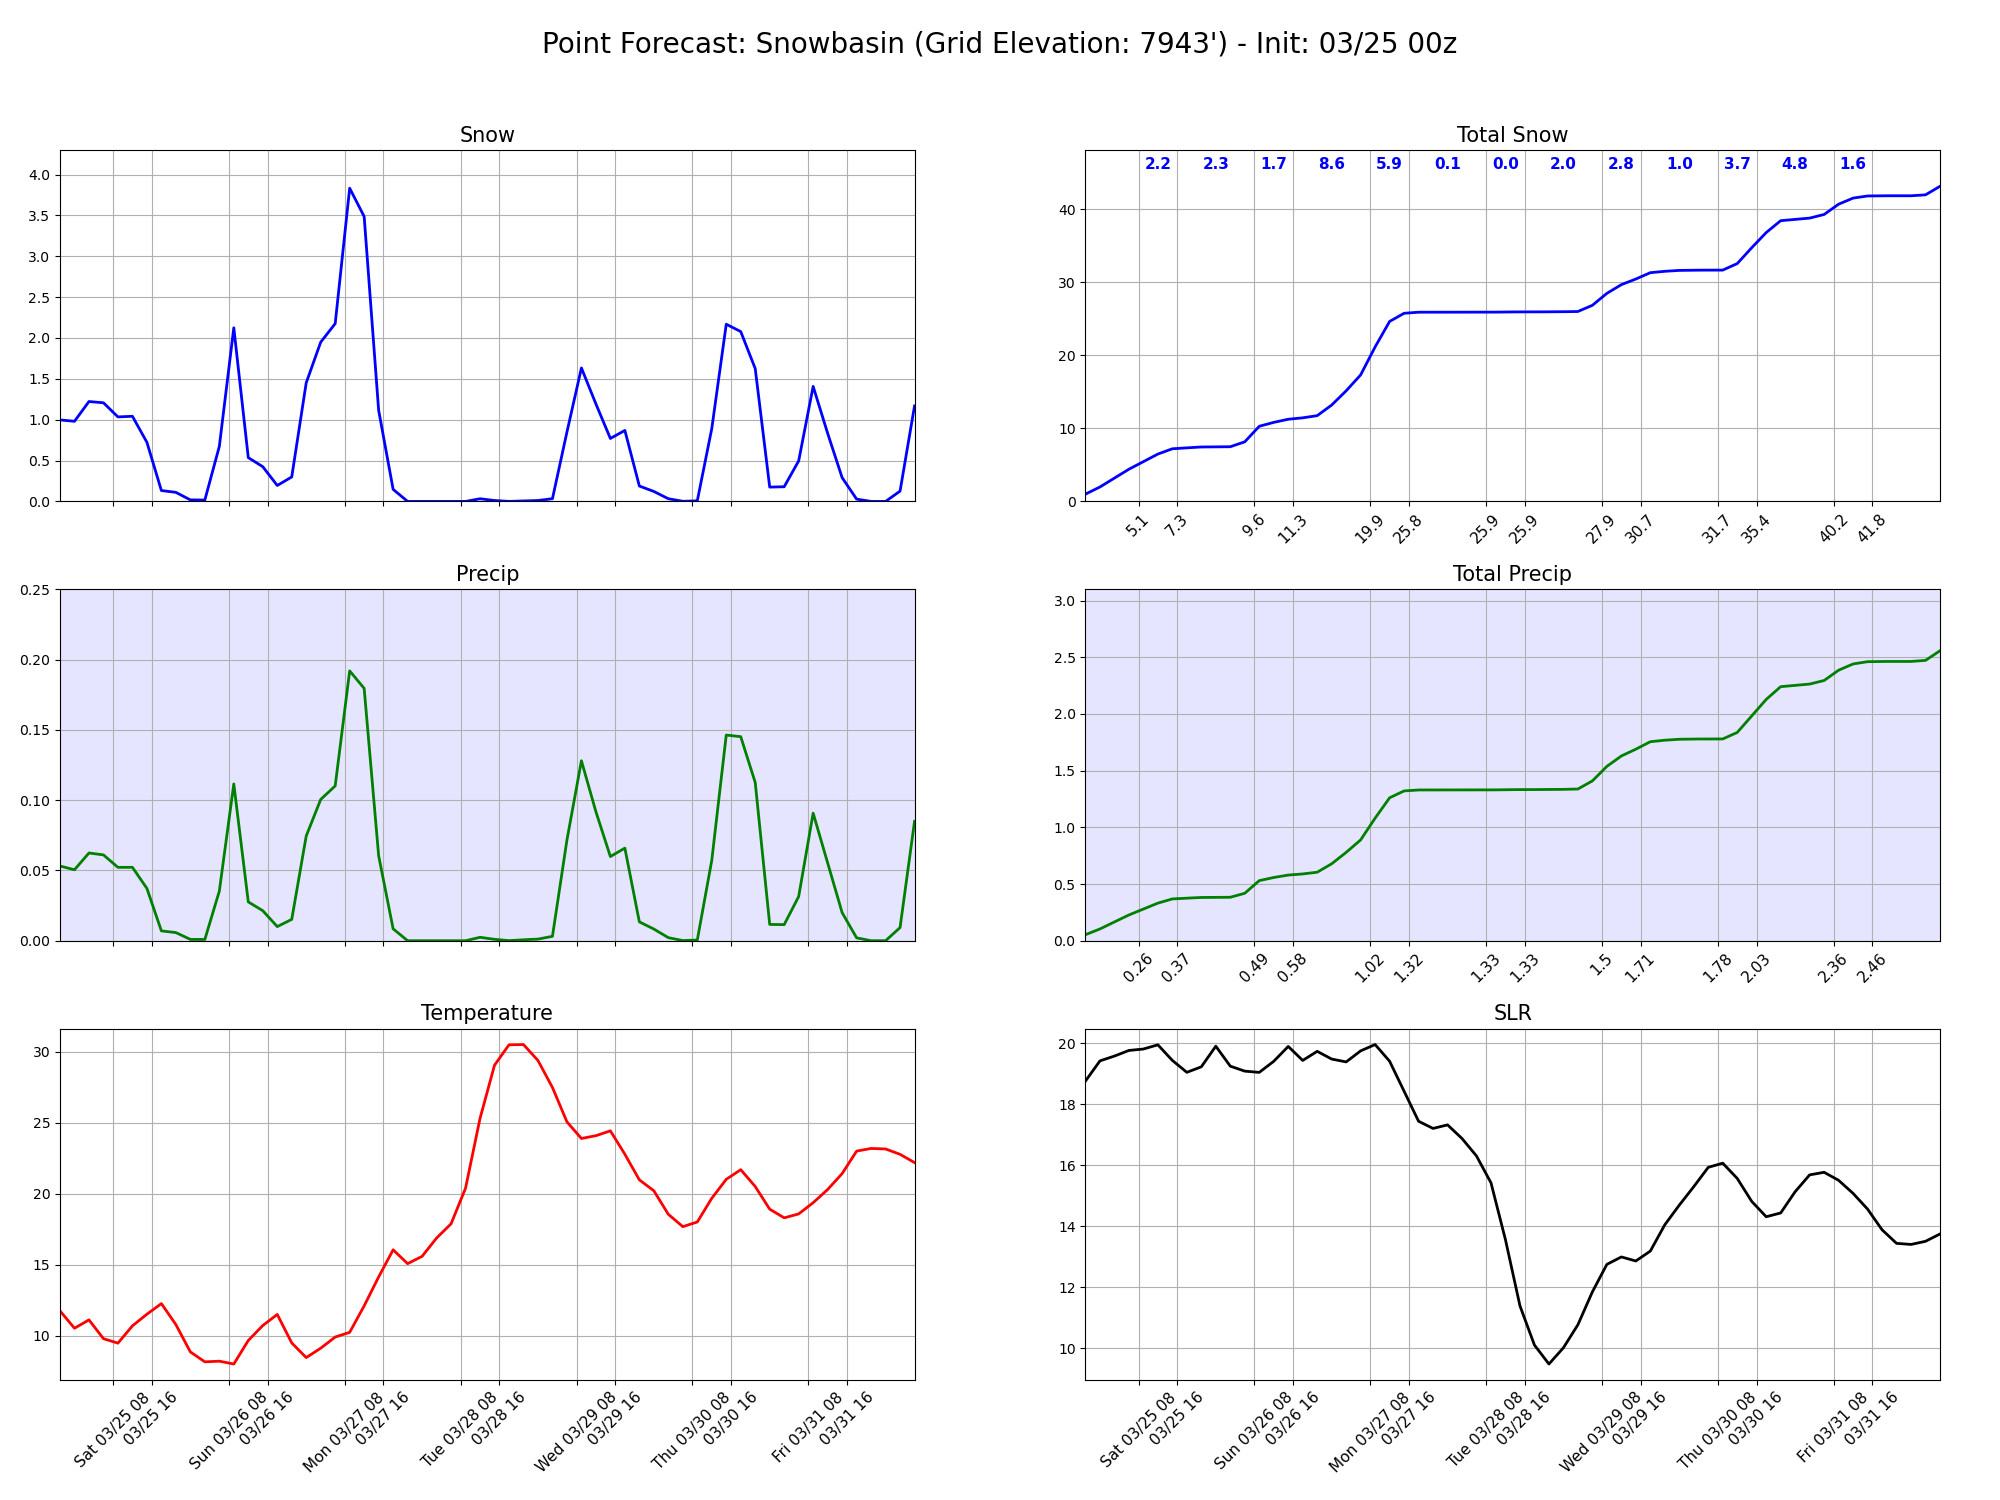 Point Forecast: Snowbasin (Grid Elevation: 7943') - Init: 03/25 00z
Snow
4.0
3.5
3.0
2.5
2.0
1.5
1.0
0.5
0.0
Total Snow
2.2 2.3 1.7 8.6 5.9 0.1 0.0 2.0 2.8 1.0 3.7 4.8 1.6
40
30
20
10
0
5.1 7.3 9.6 11.3 19.9 25.8 25.9 25.9 27.9 30.7 31.7 35.4 40.2 41.8
Precip
0.25
0.20
0.15
0.10
0.05
0.00
Total Precip
3.0
2.5
2.0
1.5
1.0
0.5
0.0
0.26 0.37 0.49 0.58 1.02 1.32 1.33 1.33 1.5 1.71 1.78 2.03 2.36 2.46
Temperature
30
25
20
15
10
Sat 03/25 08
03/25 16
Sun 03/26 08
03/26 16
Mon 03/27 08
03/27 16
Tue 03/28 08
03/28 16
Wed 03/29 08
03/29 16
Thu 03/30 08
03/30 16
Fri 03/31 08
03/31 16
SLR
20
18
16
14
12
10
Sat 03/25 08
03/25 16
Sun 03/26 08
03/26 16
Mon 03/27 08
03/27 16
Tue 03/28 08
03/28 16
Wed 03/29 08
03/29 16
Thu 03/30 08
03/30 16
Fri 03/31 08
03/31 16